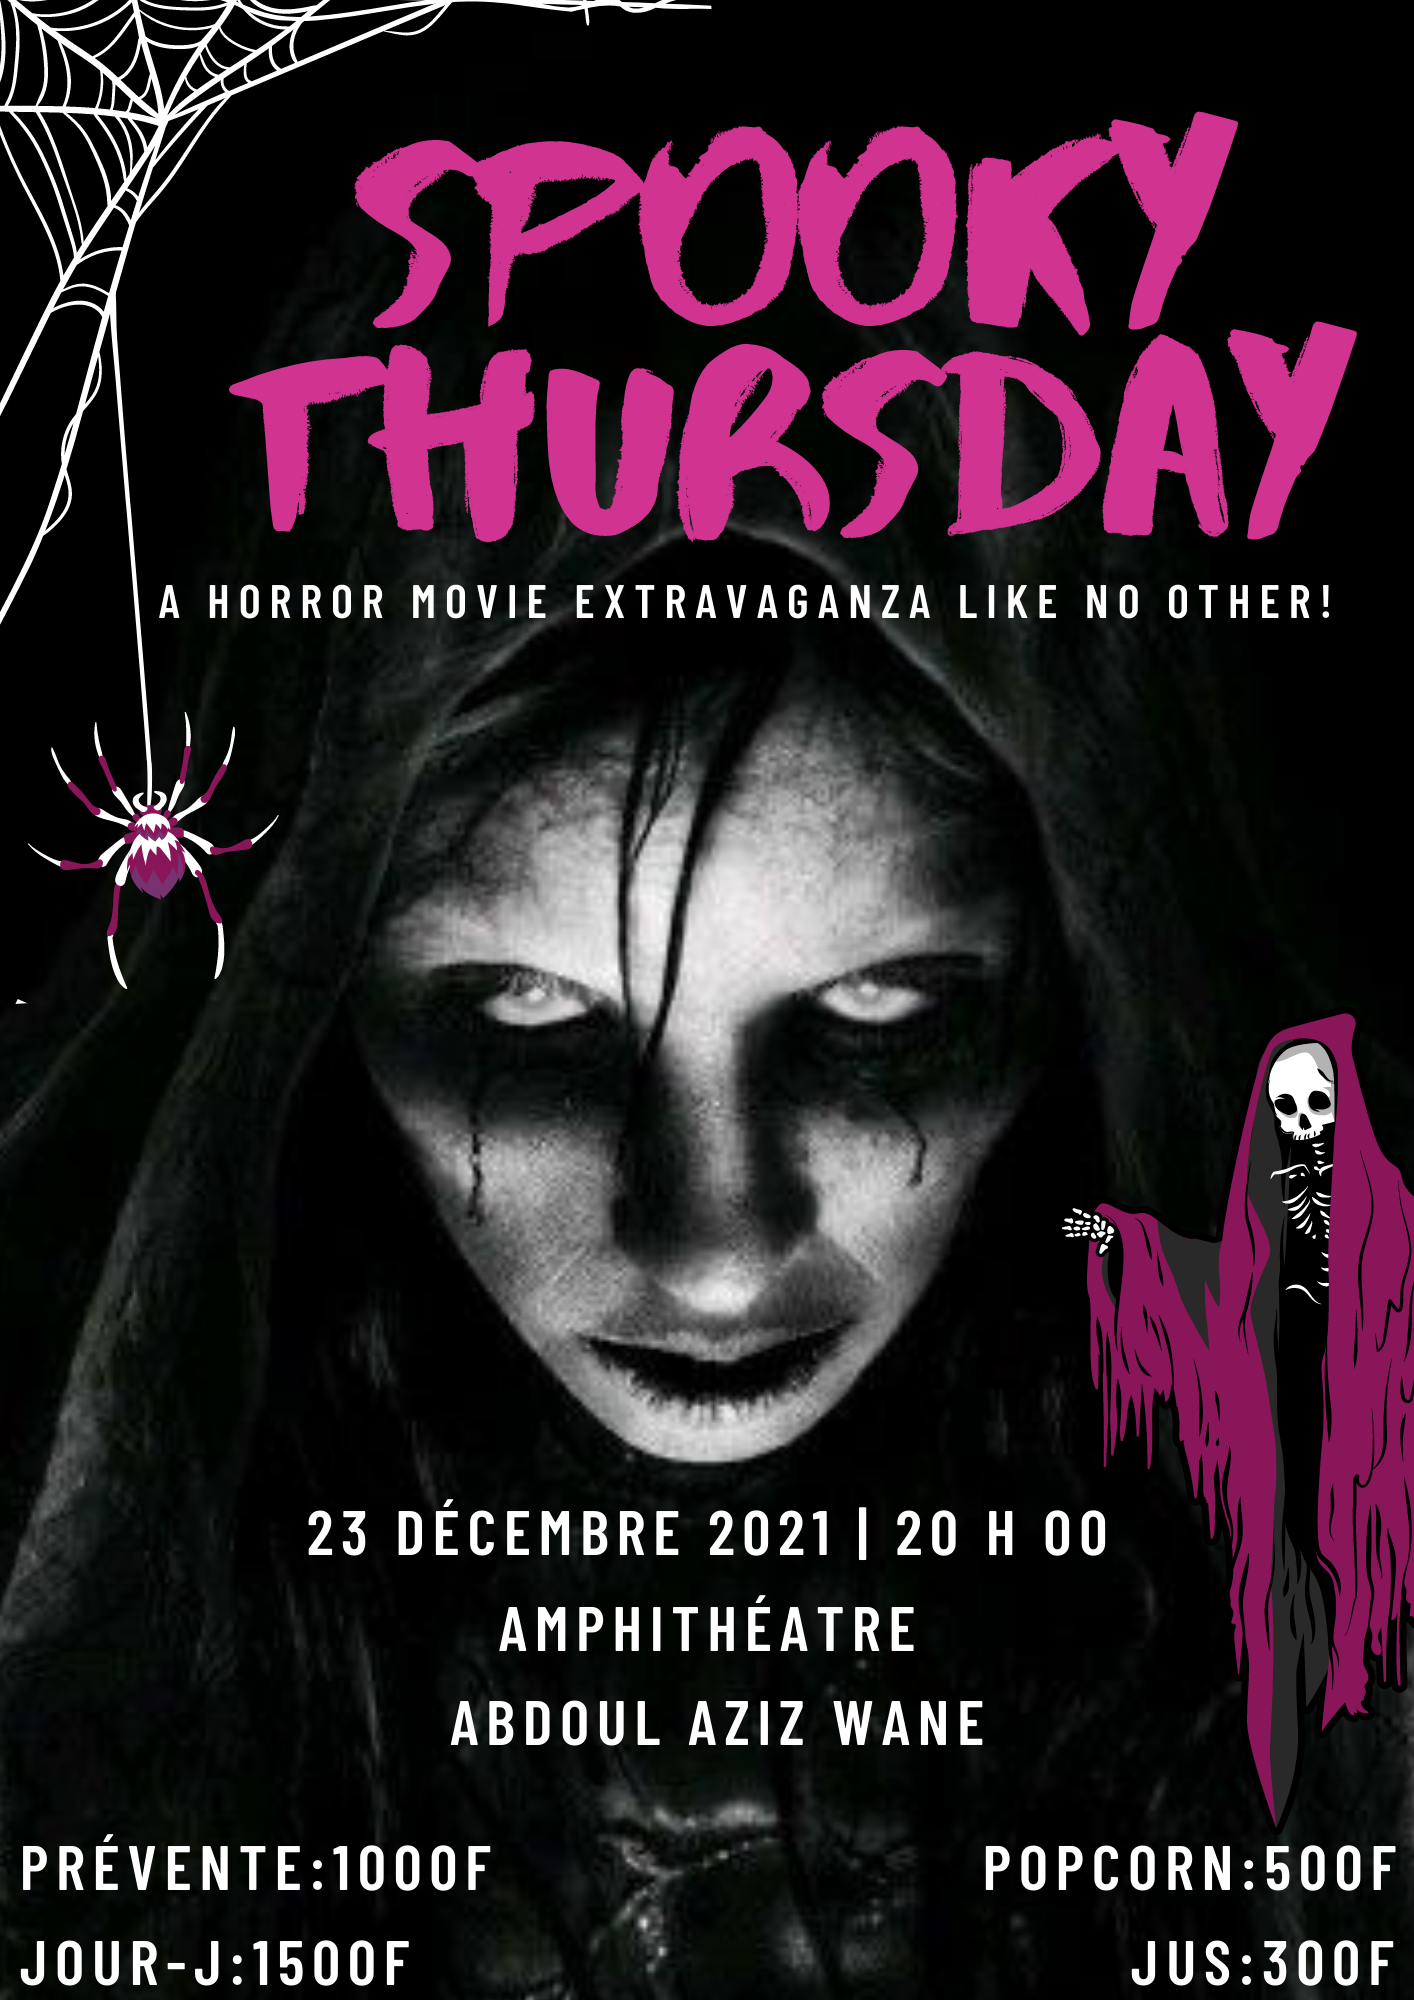 SPOOKY
THURSDAY
A HORROR MOVIE EXTRAVAGANZA LIKE NO OTHER!
23 DÉCEMBRE 2021 | 20 H 00
AMPHITHÉATRE
ABDOUL AZIZ WANE
PRÉVENTE:1000F
JOUR-J:1500F
POPCORN:500F
JUS:300F